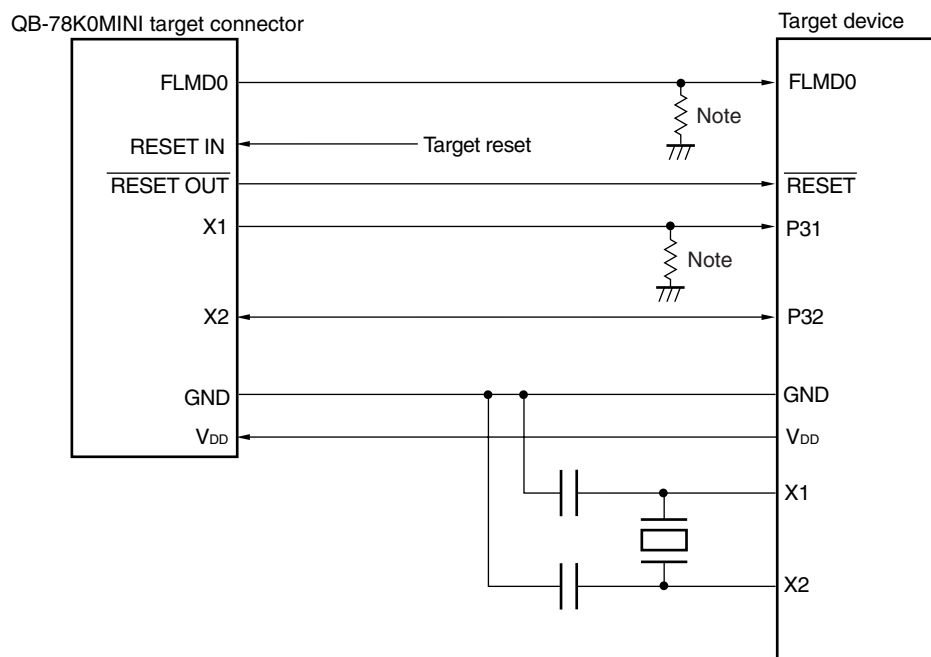 QB-78K0MINI target connector
Target device
FLMD0
FLMD0
Note
RESET IN
Target reset
RESET OUT
RESET
X1
P31
Note
X2
P32
GND
GND
VDD
VDD
X1
X2